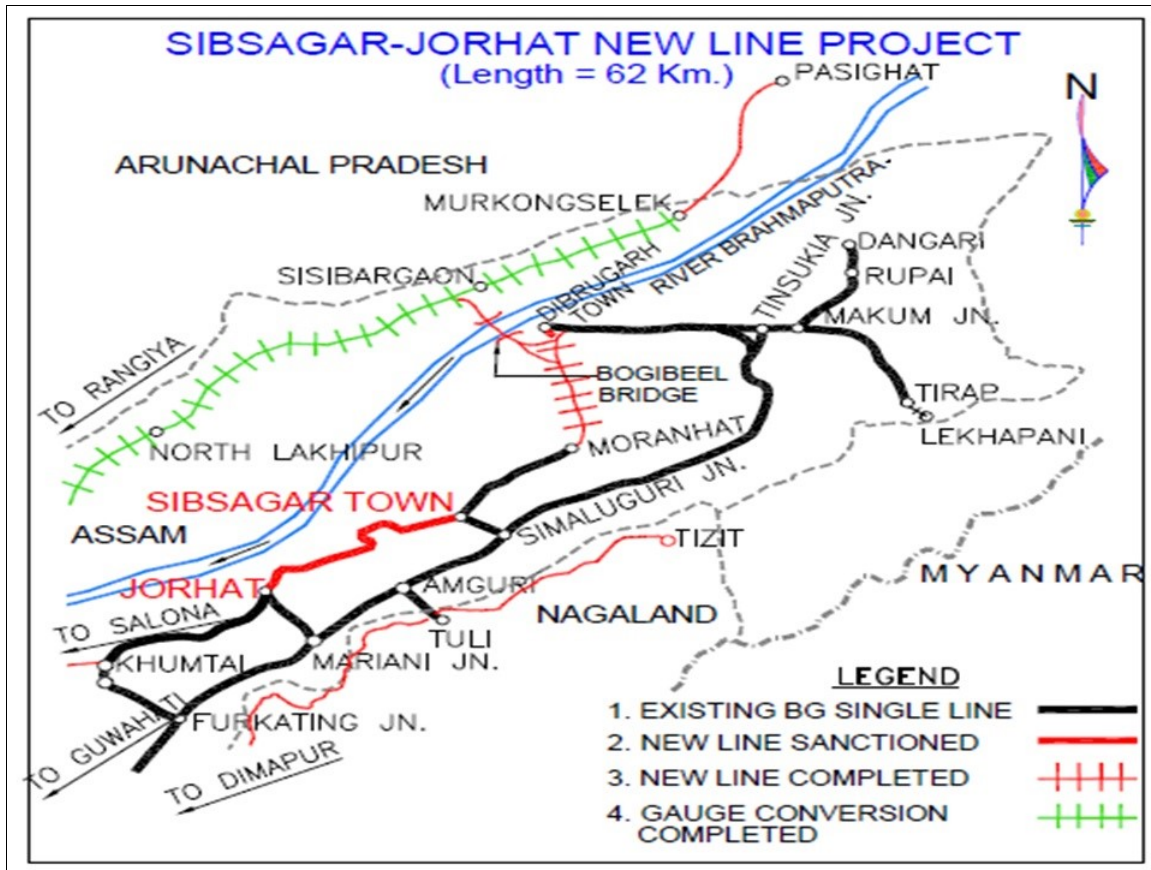 SIBSAGAR-JORHAT NEW LINE PROJECT
(Length = 62 Km.)
PASIGHAT
N
ARUNACHAL PRADESH
MURKONGSELEK
SISIBARGAON
DIBRUGARH
TOWN
RIVER BRAHMAPUTRA
TINSUKIA JN.
DANGARI
RUPAI
MAKUM JN.
TO RANGIYA
BOGIBEEL
BRIDGE
TIRAP
LEKHAPANI
NORTH LAKHIPUR
MORANHAT
SIBSAGAR TOWN
SIMALUGURI JN.
ASSAM
TIZIT
MYANMAR
JORHAT
AMGURI
NAGALAND
TO SALONA
TULI
KHUMTAI
MARIANI JN.
FURKATING JN.
TO GUWAHATI
TO DIMAPUR
LEGEND
1. EXISTING BG SINGLE LINE
2. NEW LINE SANCTIONED
3. NEW LINE COMPLETED
4. GAUGE CONVERSION
COMPLETED